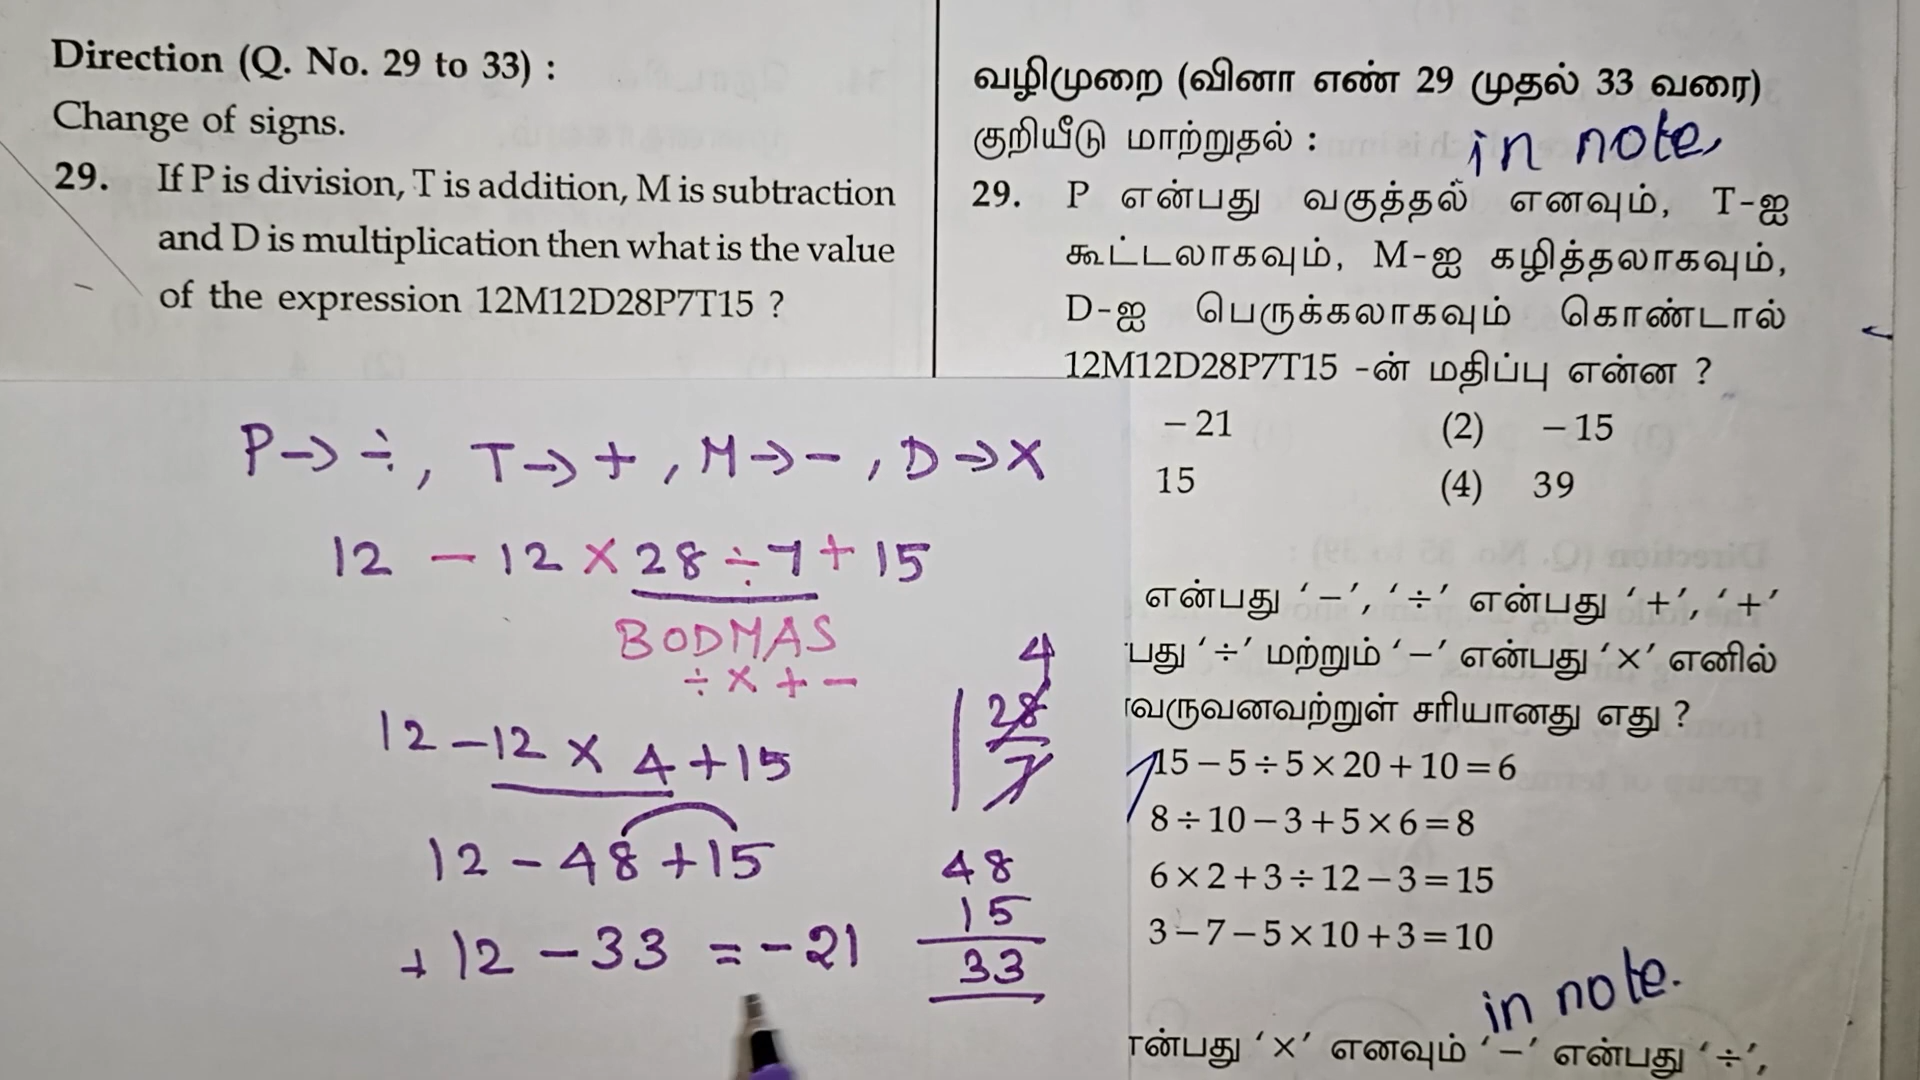 Direction (Q. No. 29 to 33) :
Change of signs.
29. If P is division, T is addition, M is subtraction
and D is multiplication then what is the value
of the expression 12M12D28P7T15 ?
வழிமுறை (வினா எண் 29 முதல் 33 வரை)
குறியீடு மாற்றுதல் :
in note,
29. P என்பது வகுத்தல் எனவும், T-ஐ
கூட்டலாகவும், M-ஐ கழித்தலாகவும்,
D-ஐ பெருக்கலாகவும் கொண்டால்
12M12D28P7T15 -ன் மதிப்பு என்ன ?
– 21 (2) – 15
15 (4) 39
P → ÷, T → +, M → -, D → ×
12 - 12 × 28 ÷ 7 + 15
BODMAS
÷ × + -
12 - 12 × 4 + 15
4
28
7
12 - 48 + 15
48
15
33
+ 12 - 33 = -21
என்பது ‘–’, ‘÷’ என்பது ‘+’, ‘+’
பது ‘÷’ மற்றும் ‘–’ என்பது ‘×’ எனில்
வருவனவற்றுள் சரியானது எது ?
15 – 5 ÷ 5 × 20 + 10 = 6
8 ÷ 10 – 3 + 5 × 6 = 8
6 × 2 + 3 ÷ 12 – 3 = 15
3 – 7 – 5 × 10 + 3 = 10
in note.
ன்பது ‘×’ எனவும் ‘–’ என்பது ‘÷’,